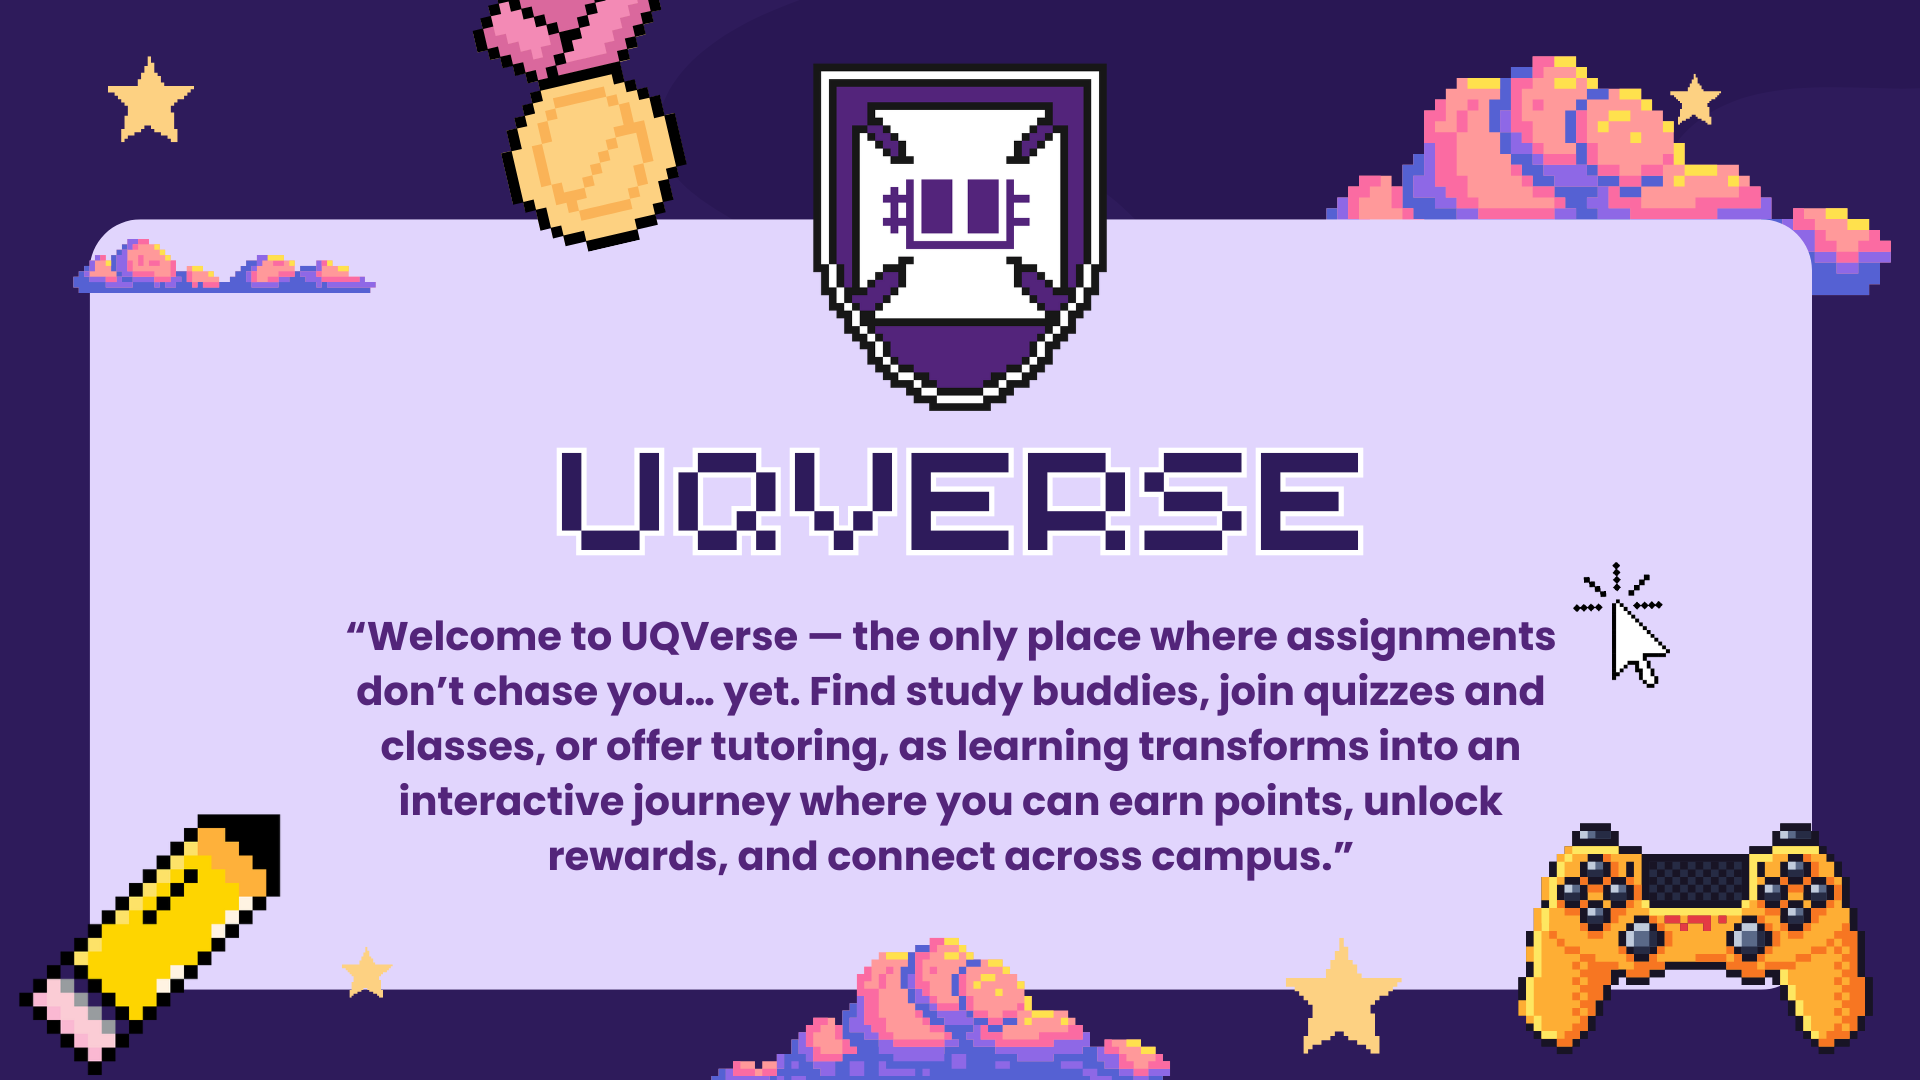 UQVERSE
“Welcome to UQVerse — the only place where assignments
don’t chase you... yet. Find study buddies, join quizzes and
classes, or offer tutoring, as learning transforms into an
interactive journey where you can earn points, unlock
rewards, and connect across campus.”